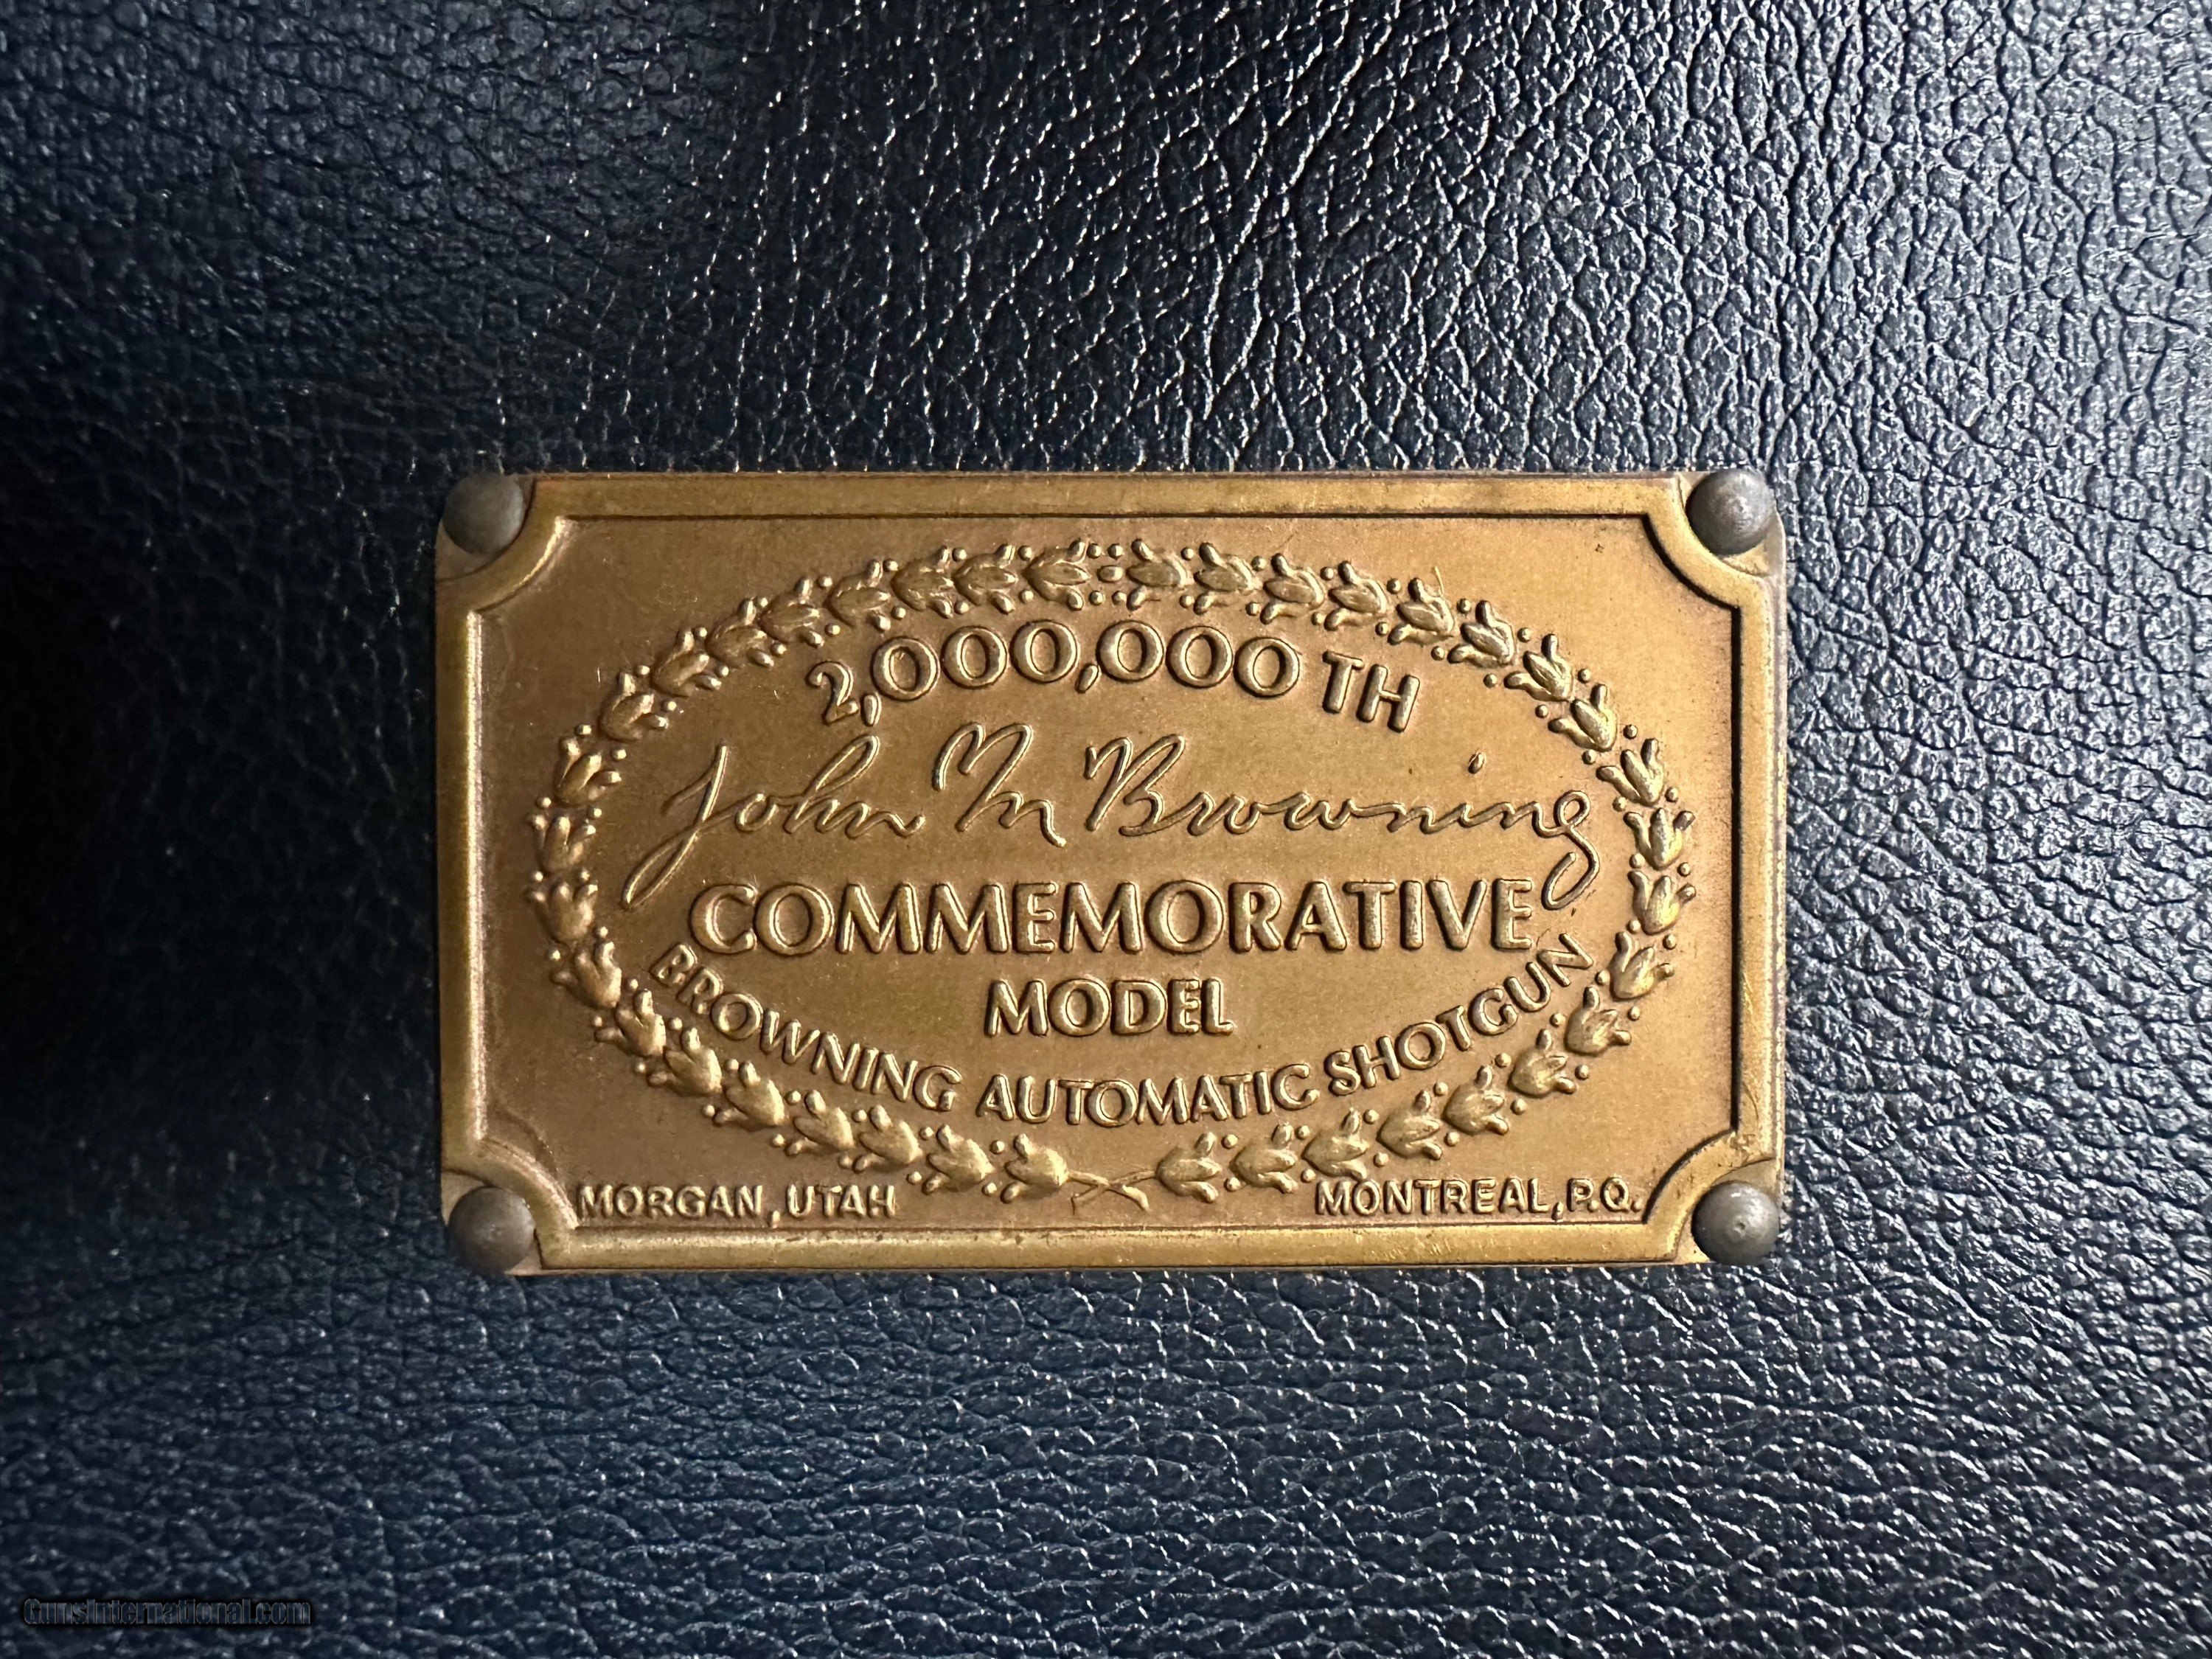 2,000,000 TH
John M Browning
COMMEMORATIVE
MODEL
BROWNING AUTOMATIC SHOTGUN
MORGAN, UTAH MONTREAL, P.Q.
GunsInternational.com